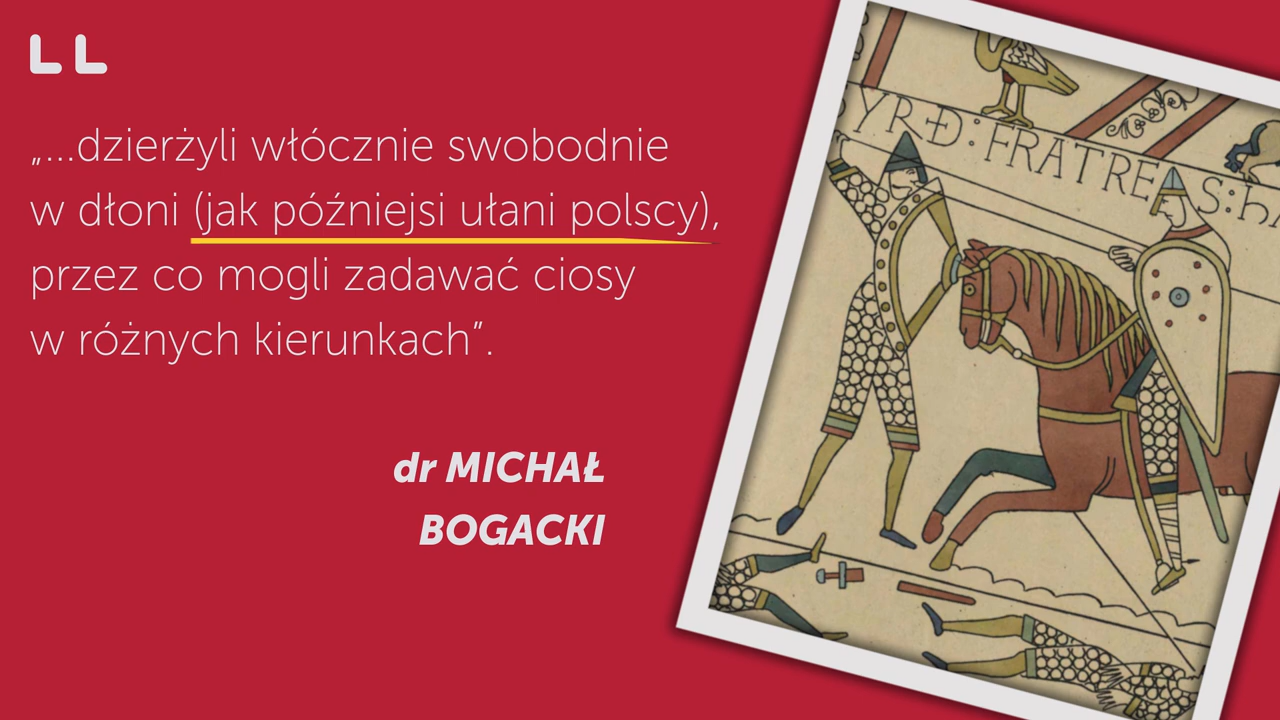 „...dzierżyli włócznie swobodnie
w dłoni (jak późniejsi ułani polscy),
przez co mogli zadawać ciosy
w różnych kierunkach”.
dr MICHAŁ
BOGACKI
YRÐ: FRATRES: